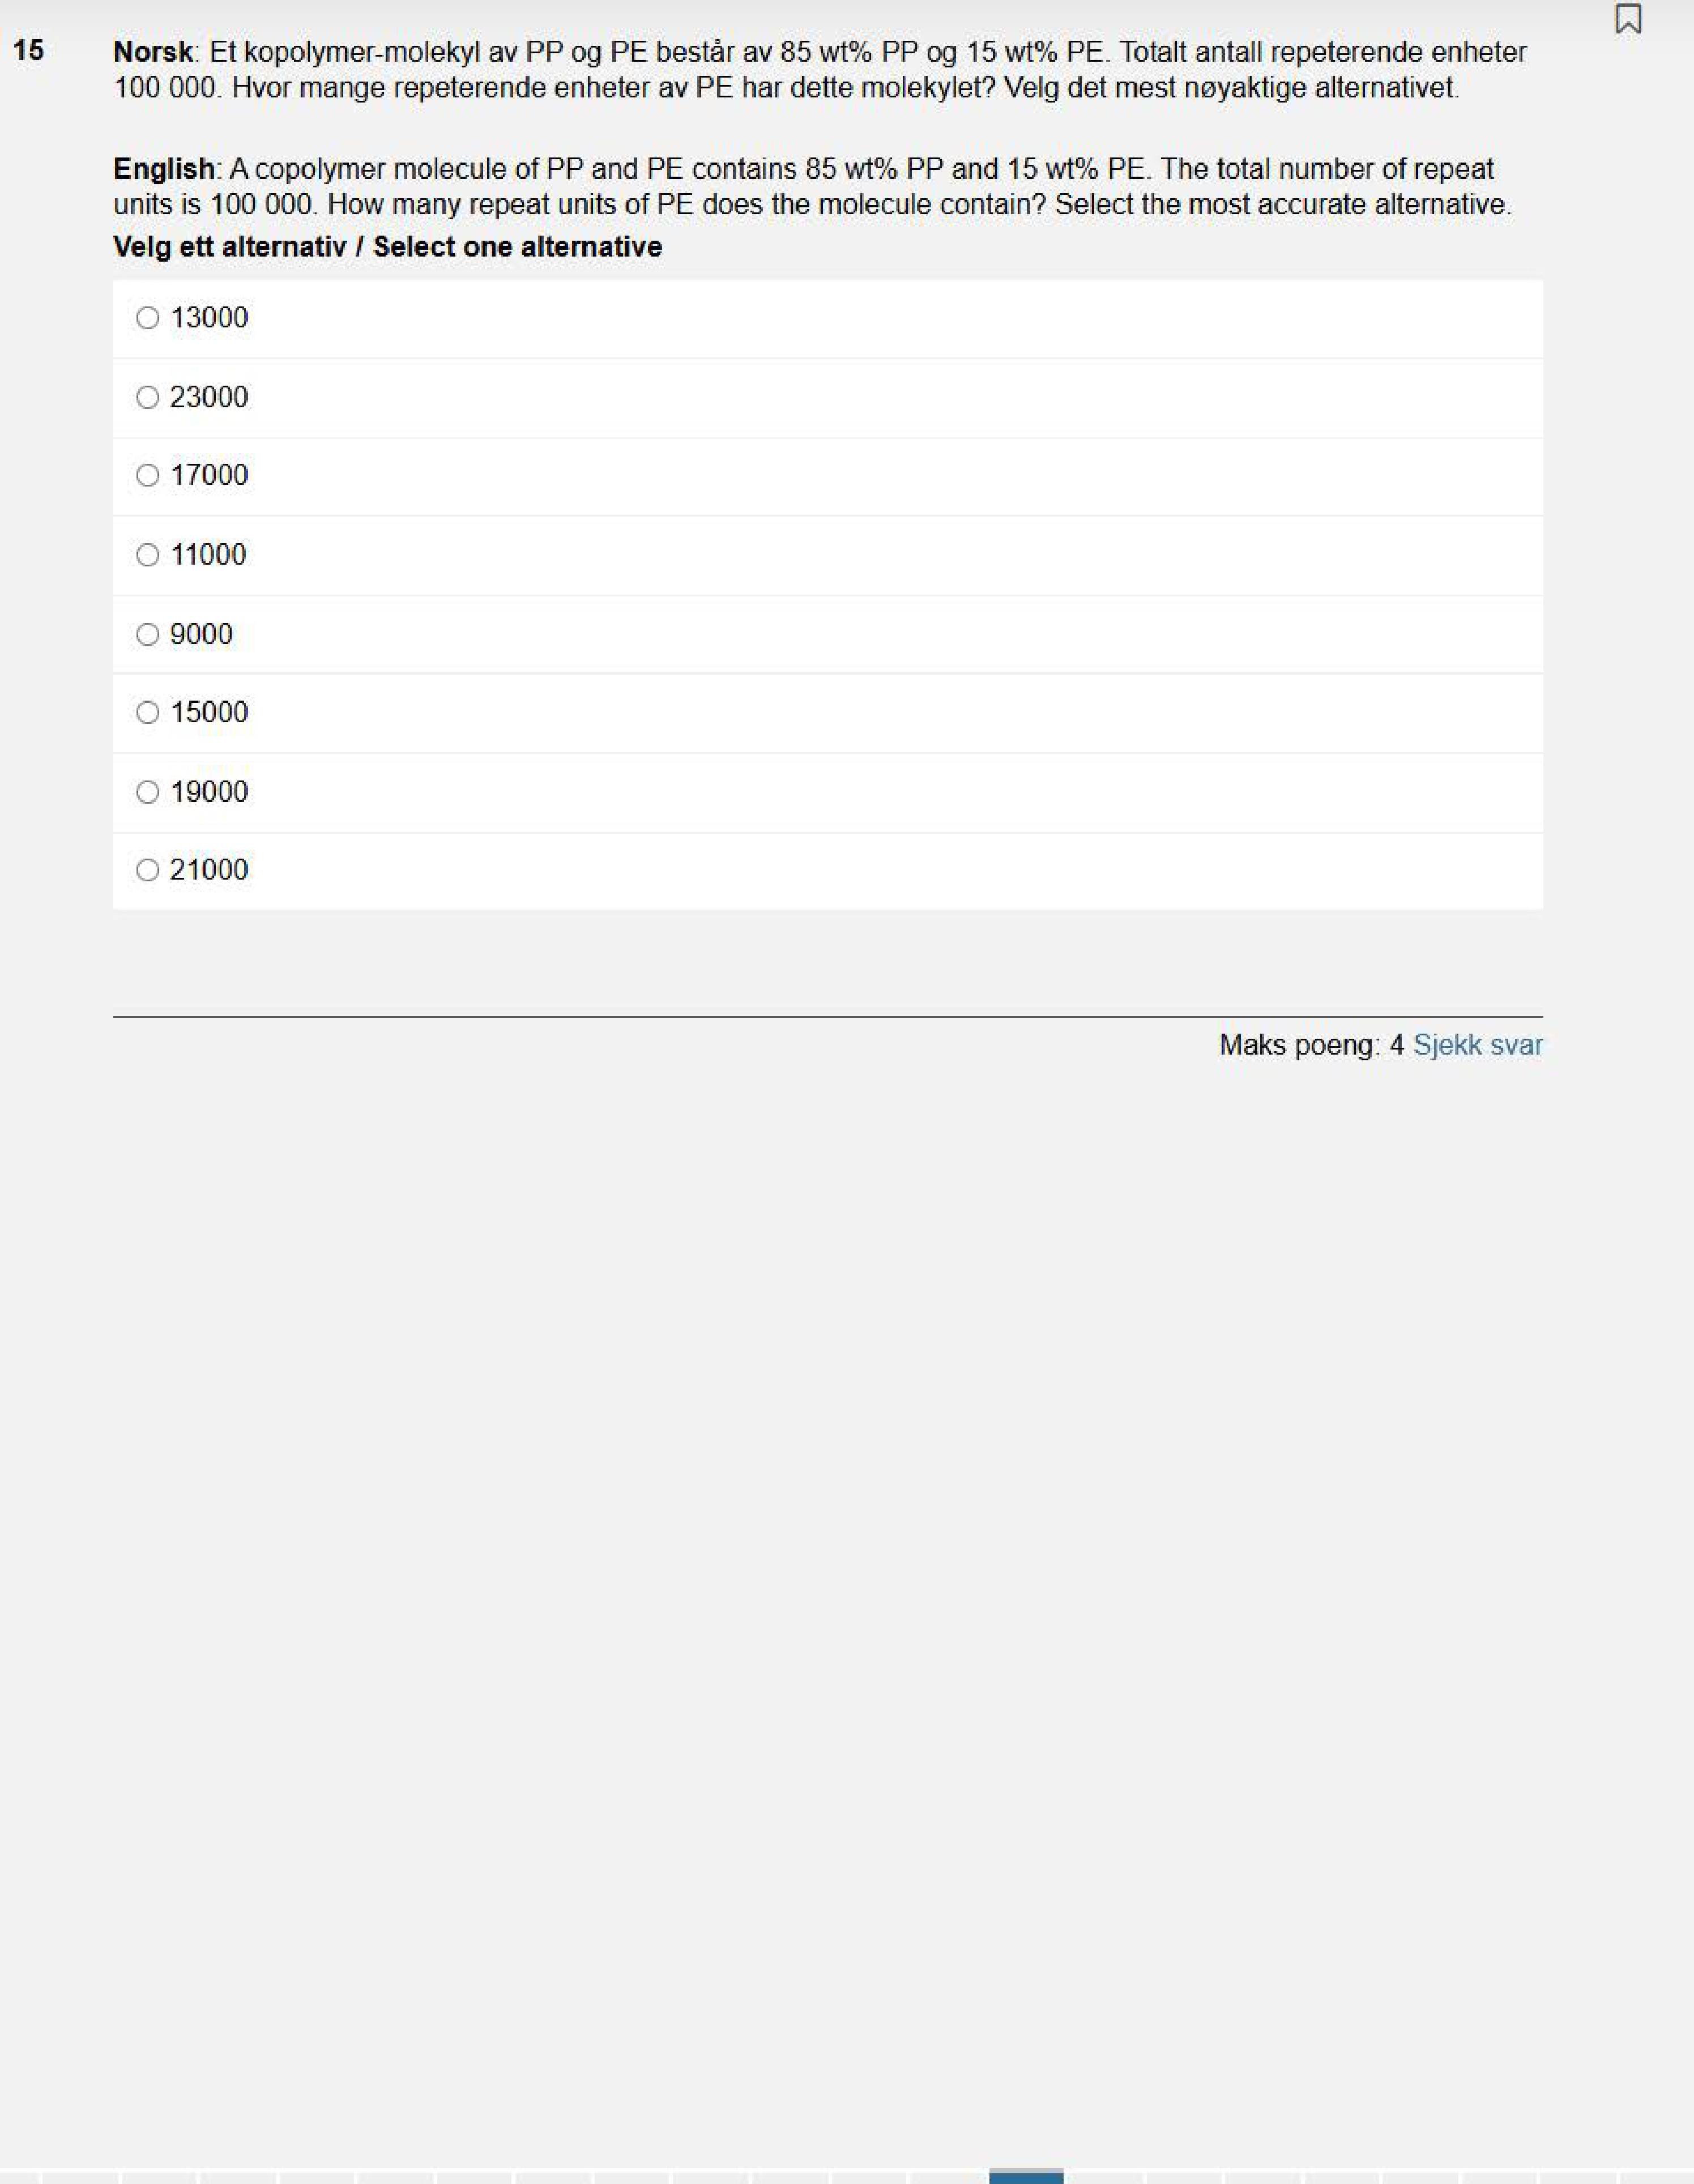 15
Norsk: Et kopolymer-molekyl av PP og PE består av 85 wt% PP og 15 wt% PE. Totalt antall repeterende enheter
100 000. Hvor mange repeterende enheter av PE har dette molekylet? Velg det mest nøyaktige alternativet.
English: A copolymer molecule of PP and PE contains 85 wt% PP and 15 wt% PE. The total number of repeat
units is 100 000. How many repeat units of PE does the molecule contain? Select the most accurate alternative.
Velg ett alternativ / Select one alternative
13000
23000
17000
11000
9000
15000
19000
21000
Maks poeng: 4 Sjekk svar